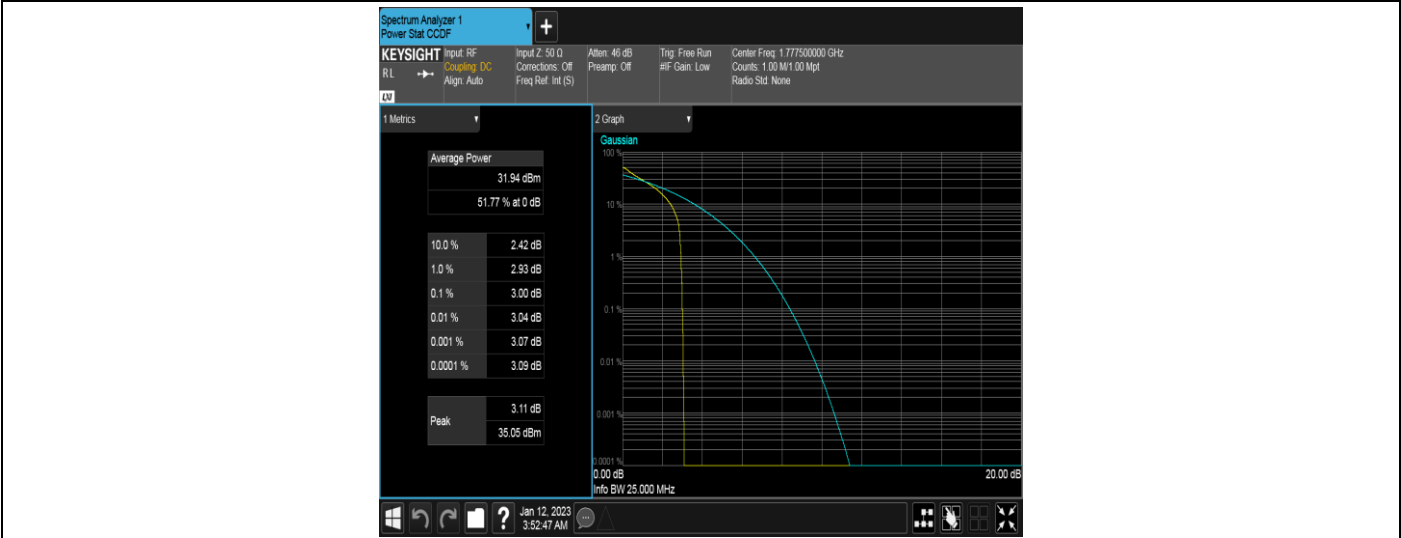 Spectrum Analyzer 1
Power Stat CCDF
+
KEYSIGHT
RL
LXI
Input: RF
Coupling: DC
Align: Auto
Input Z: 50 Ω
Corrections: Off
Freq Ref: Int (S)
Atten: 46 dB
Preamp: Off
Trig: Free Run
#IF Gain: Low
Center Freq: 1.777500000 GHz
Counts: 1.00 M/1.00 Mpt
Radio Std: None
1 Metrics
Average Power
31.94 dBm
51.77 % at 0 dB
10.0 % 2.42 dB
1.0 % 2.93 dB
0.1 % 3.00 dB
0.01 % 3.04 dB
0.001 % 3.07 dB
0.0001 % 3.09 dB
Peak
3.11 dB
35.05 dBm
2 Graph
Gaussian
100 %
10 %
1 %
0.1 %
0.01 %
0.001 %
0.0001 %
0.00 dB
20.00 dB
Info BW 25.000 MHz
?
Jan 12, 2023
3:52:47 AM